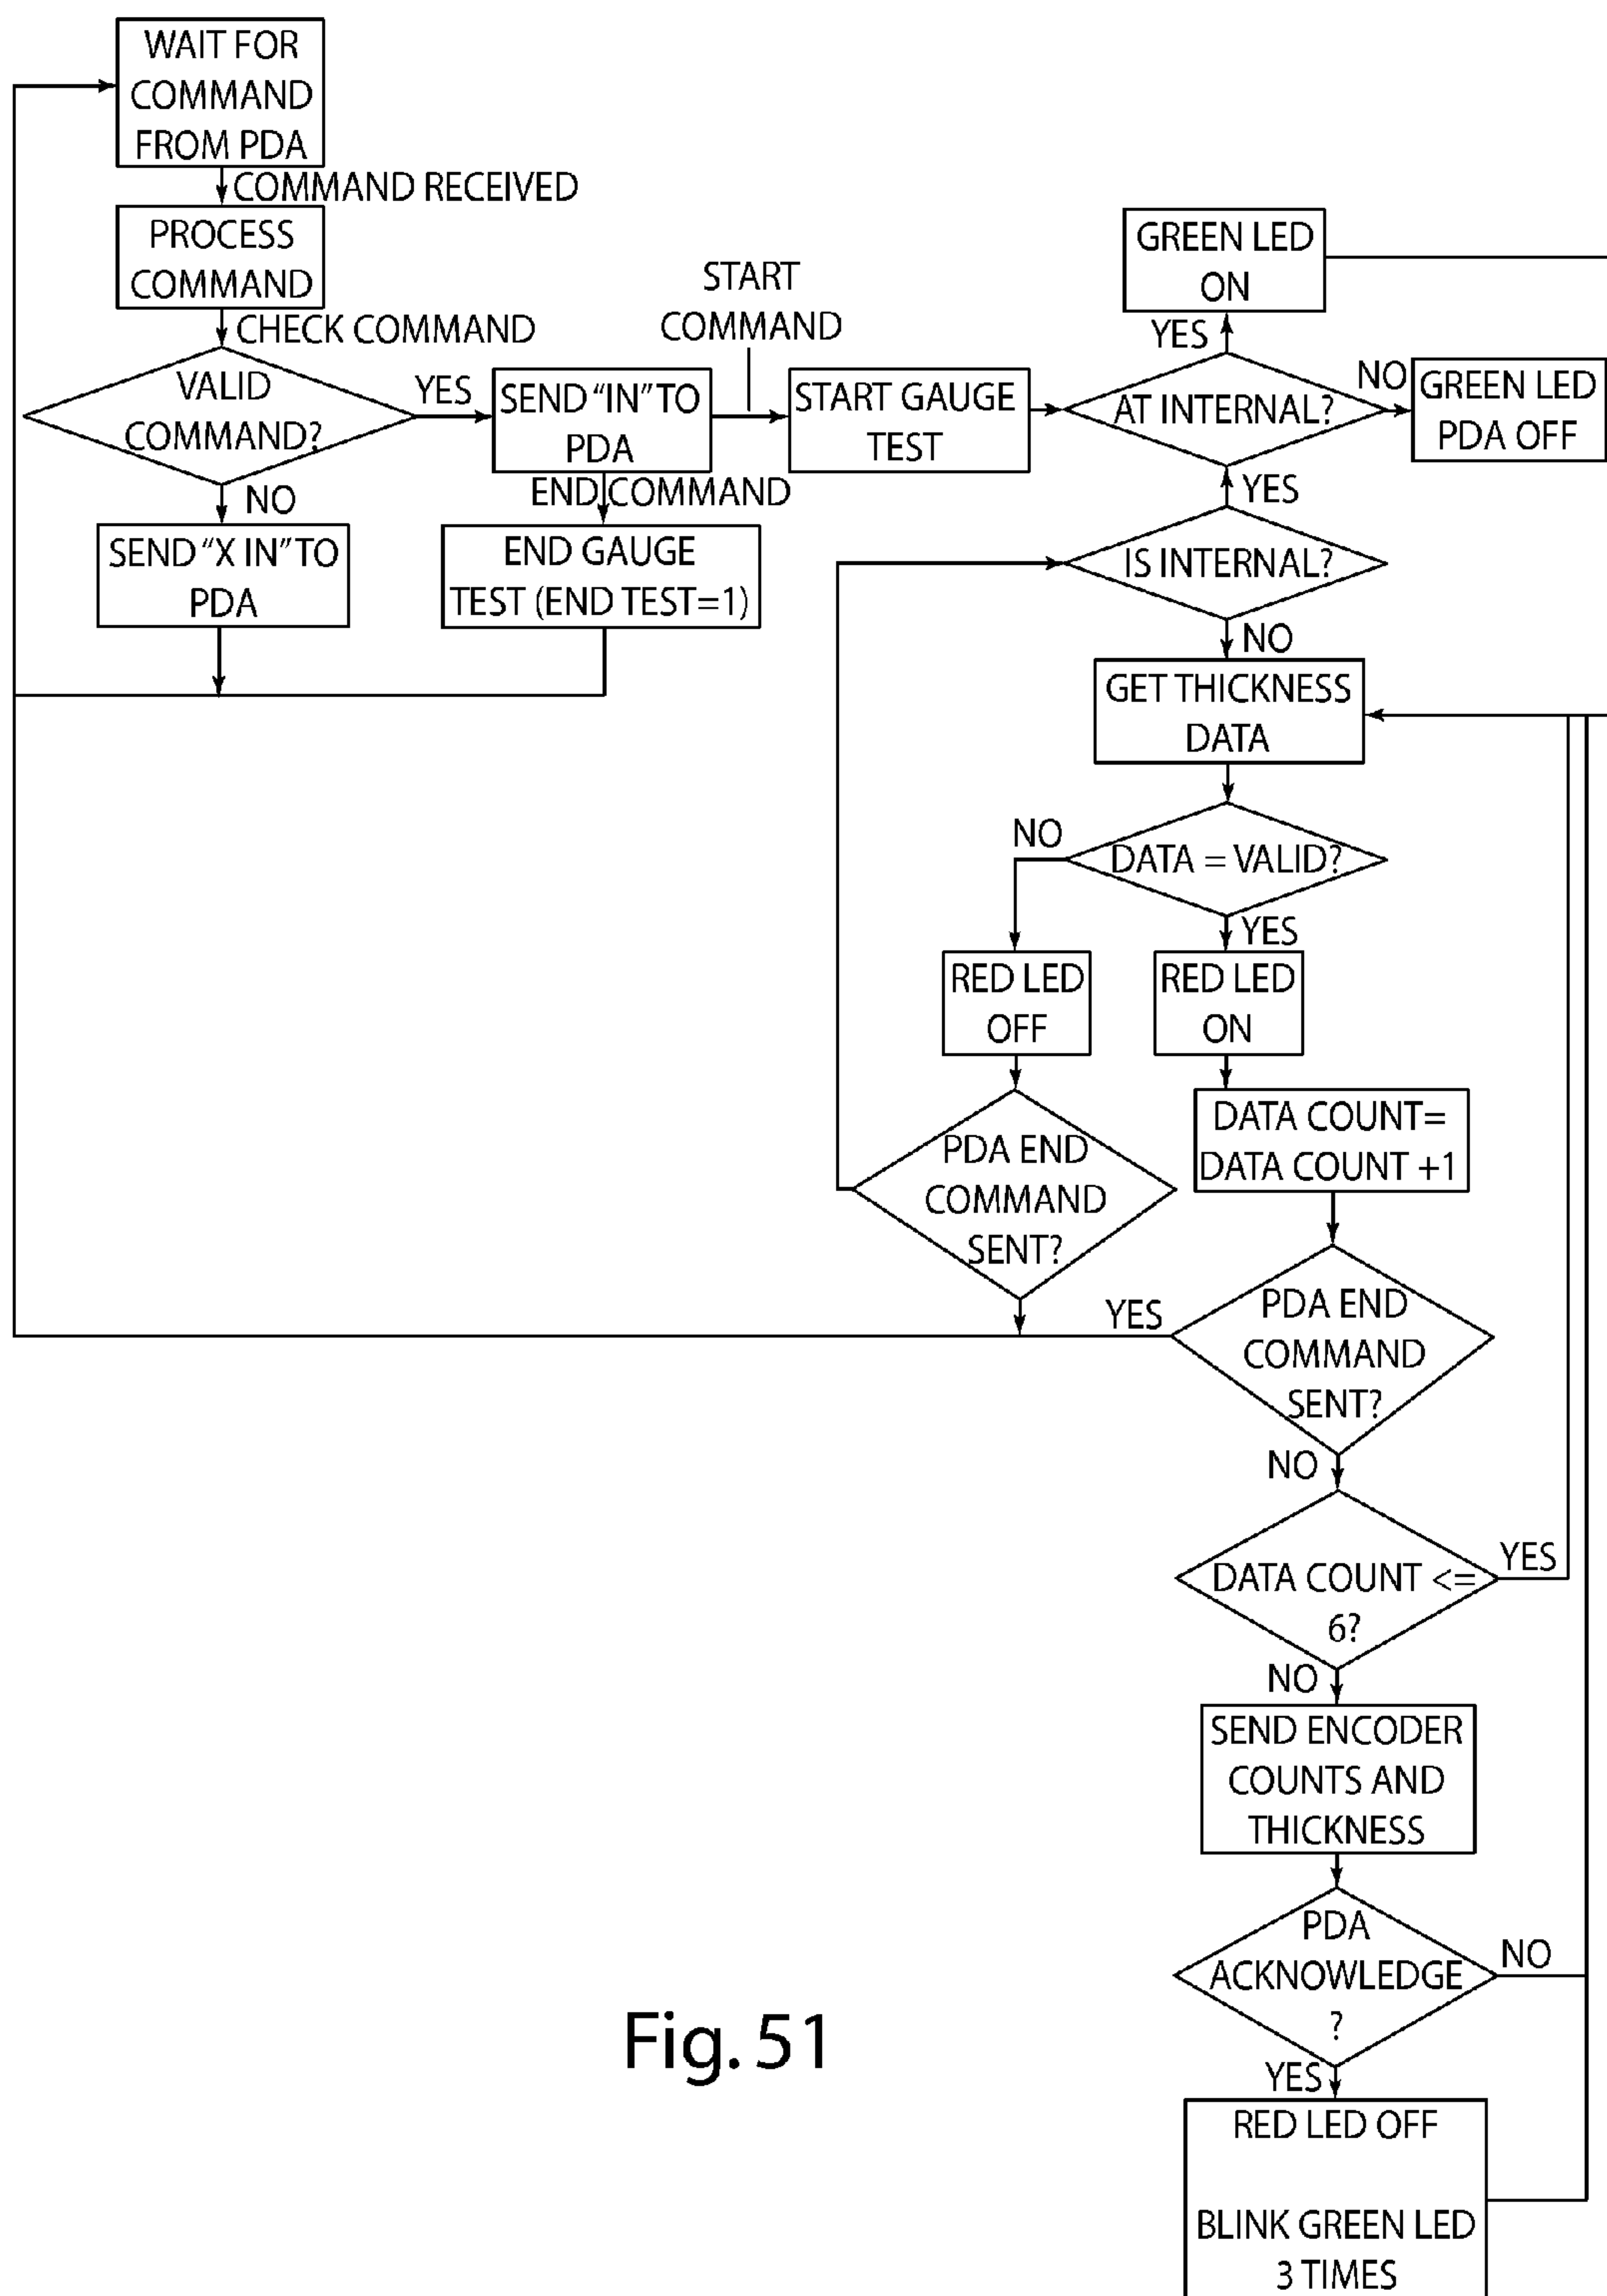 WAIT FOR
COMMAND
FROM PDA
COMMAND RECEIVED
PROCESS
COMMAND
CHECK COMMAND
VALID
COMMAND?
YES
NO
SEND "X IN" TO
PDA
SEND "IN" TO
PDA
START
COMMAND
END COMMAND
END GAUGE
TEST (END TEST=1)
START GAUGE
TEST
GREEN LED
ON
YES
AT INTERNAL?
NO
GREEN LED
PDA OFF
YES
IS INTERNAL?
NO
GET THICKNESS
DATA
NO
DATA = VALID?
YES
RED LED
OFF
RED LED
ON
PDA END
COMMAND
SENT?
DATA COUNT=
DATA COUNT +1
YES
PDA END
COMMAND
SENT?
NO
DATA COUNT <=
6?
YES
NO
SEND ENCODER
COUNTS AND
THICKNESS
PDA
ACKNOWLEDGE
?
NO
YES
RED LED OFF
BLINK GREEN LED
3 TIMES
Fig. 51